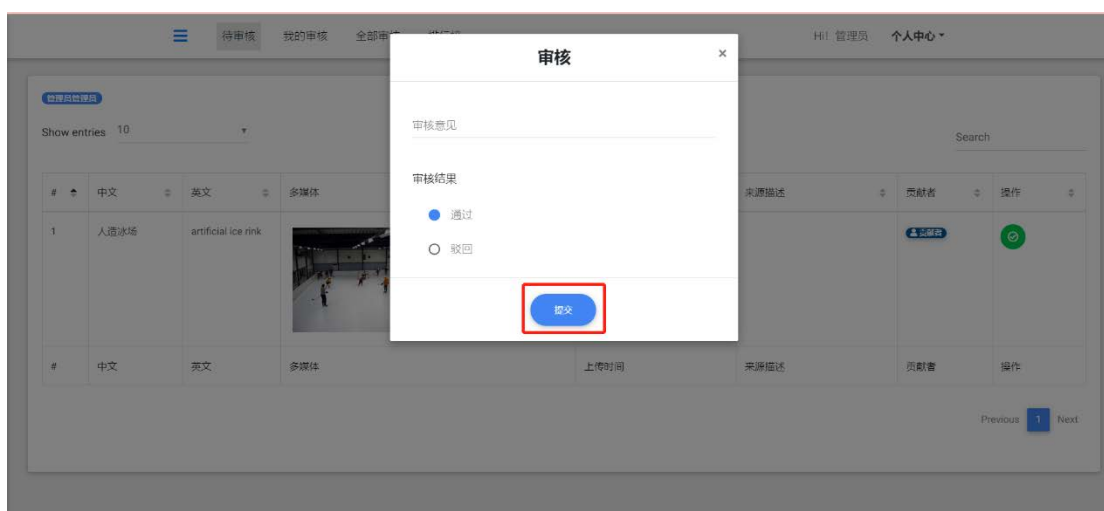 待审核 我的审核 全部审核 Hi! 管理员 个人中心
审核 ×
管理员管理员
Show entries 10
Search
审核意见
审核结果
通过
驳回
提交
# 中文 英文 多媒体 来源描述 贡献者 操作
1 人造冰场 artificial ice rink 贡献者
# 中文 英文 多媒体 上传时间 来源描述 贡献者 操作
Previous 1 Next